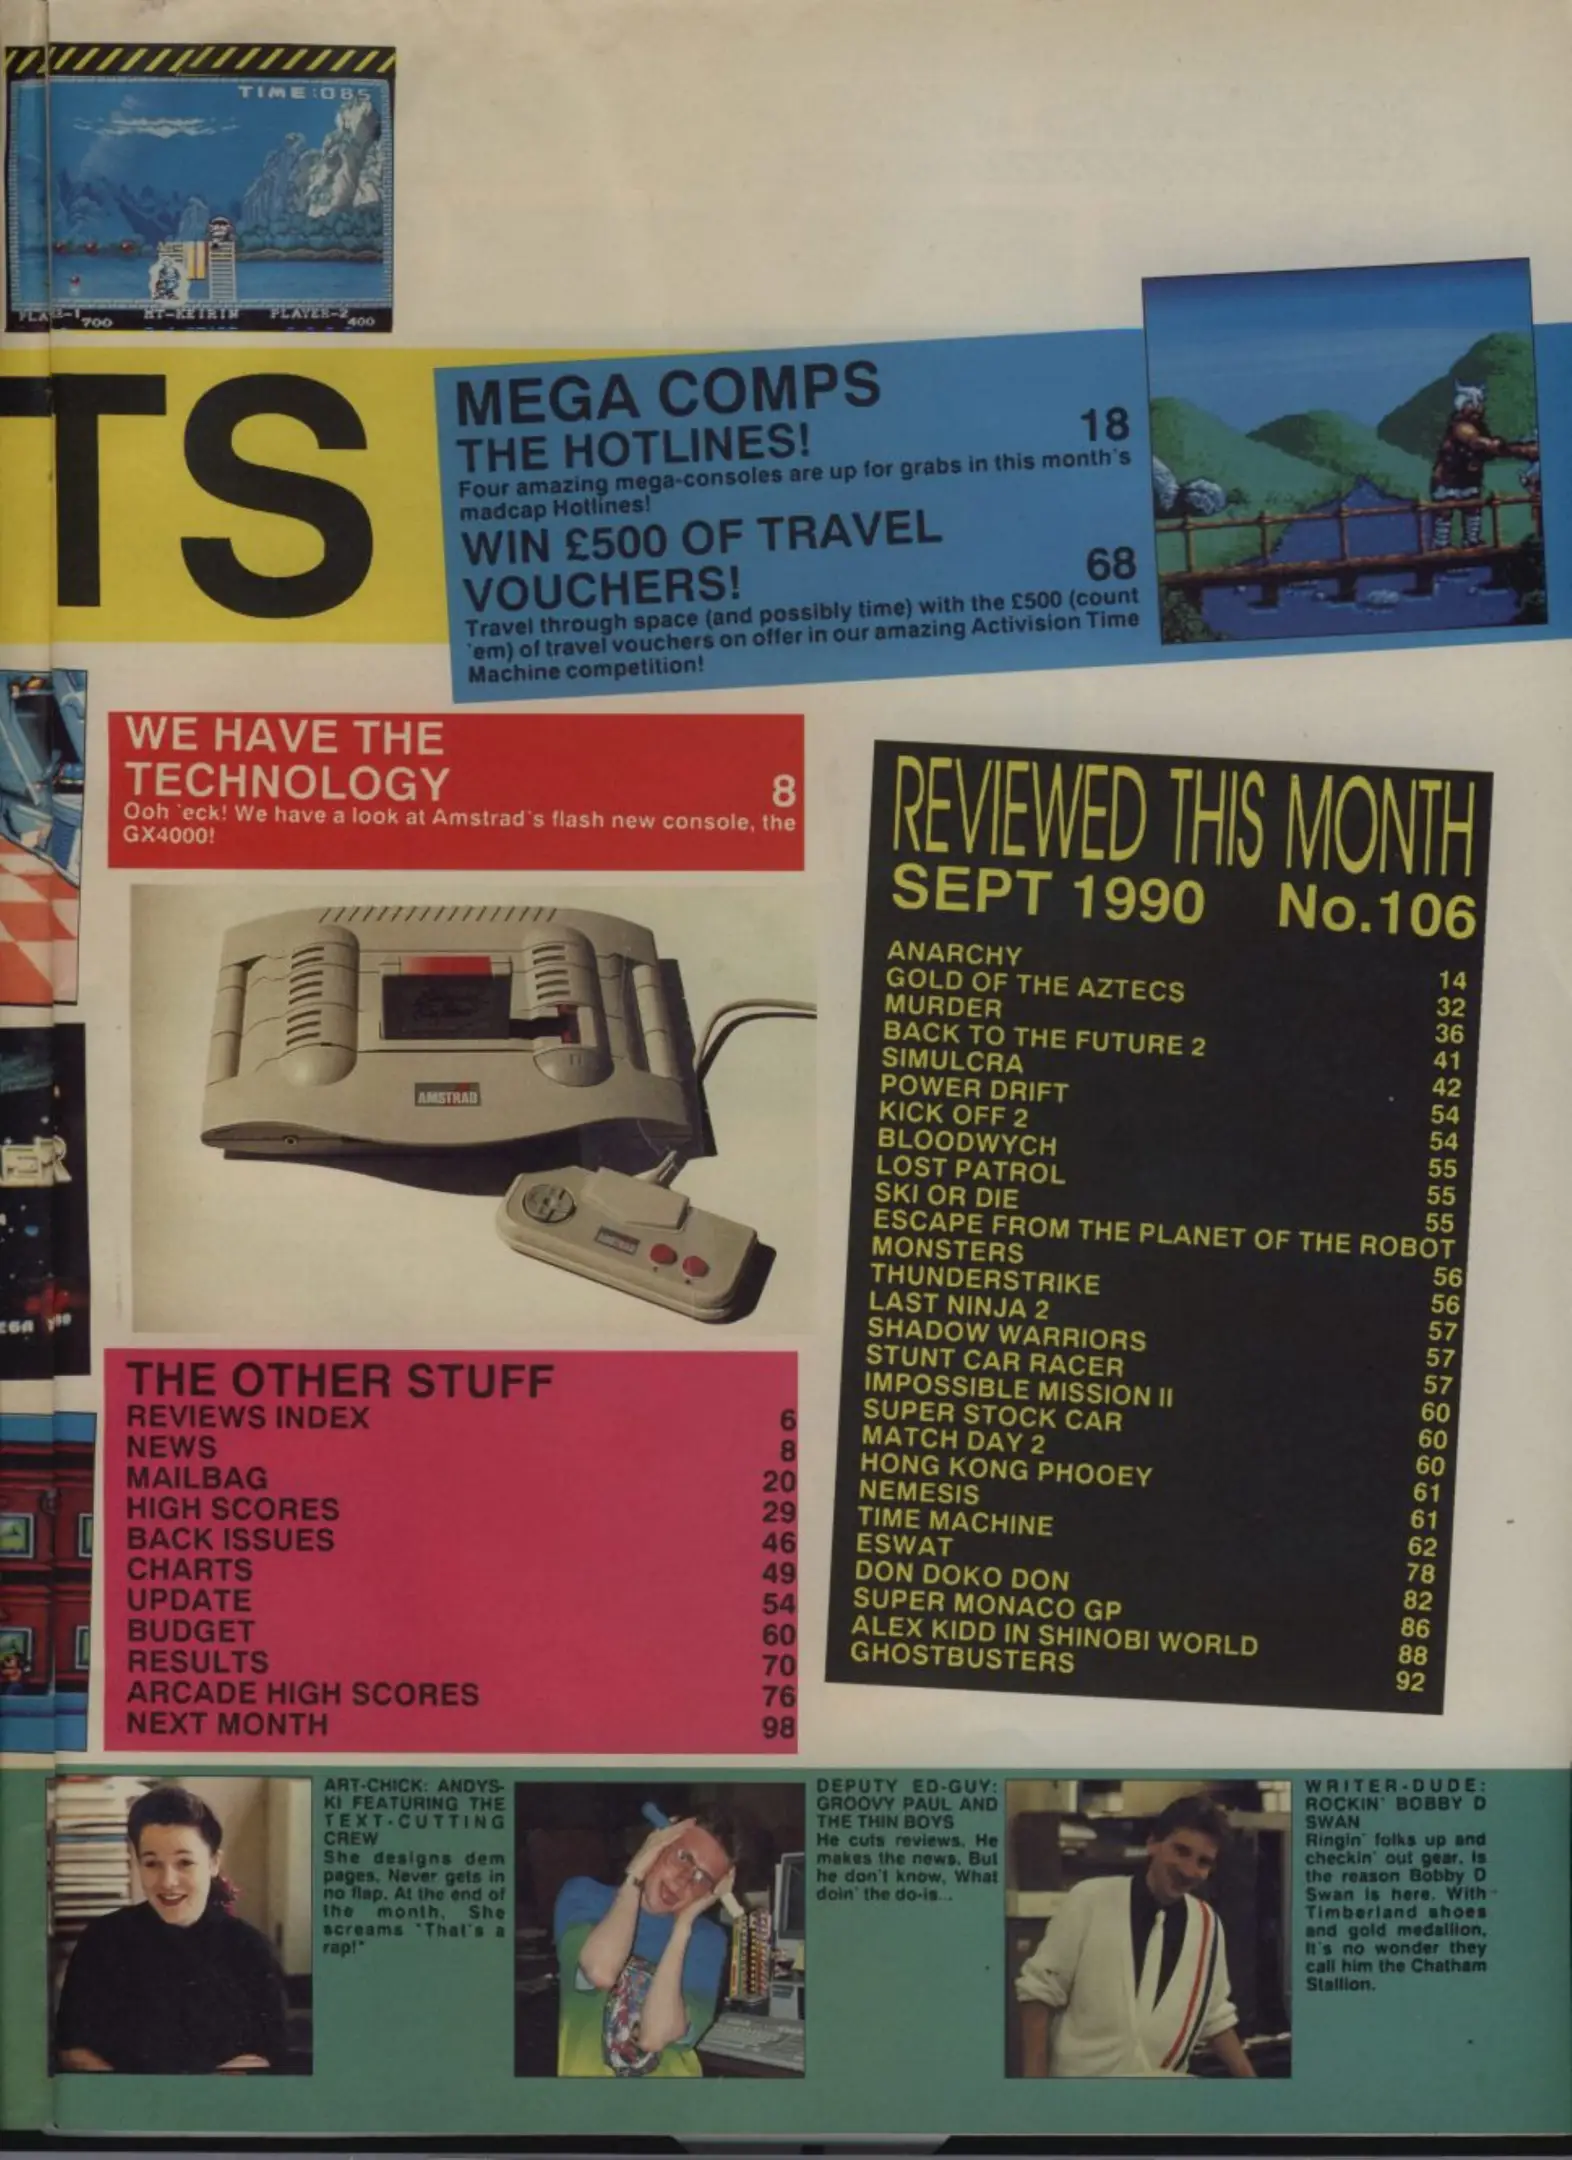 TIME:085
PLAYER-1 MT-KEIRIN PLAYER-2
700 400
TS
MEGA COMPS
THE HOTLINES! 18
Four amazing mega-consoles are up for grabs in this month's
madcap Hotlines!
WIN £500 OF TRAVEL
VOUCHERS! 68
Travel through space (and possibly time) with the £500 (count
'em) of travel vouchers on offer in our amazing Activision Time
Machine competition!
WE HAVE THE
TECHNOLOGY 8
Ooh 'eck! We have a look at Amstrad's flash new console, the
GX4000!
AMSTRAD
AMSTRAD
THE OTHER STUFF
REVIEWS INDEX 6
NEWS 8
MAILBAG 20
HIGH SCORES 29
BACK ISSUES 46
CHARTS 49
UPDATE 54
BUDGET 60
RESULTS 70
ARCADE HIGH SCORES 76
NEXT MONTH 98
REVIEWED THIS MONTH
SEPT 1990 No.106
ANARCHY 14
GOLD OF THE AZTECS 32
MURDER 36
BACK TO THE FUTURE 2 41
SIMULCRA 42
POWER DRIFT 54
KICK OFF 2 54
BLOODWYCH 55
LOST PATROL 55
SKI OR DIE 55
ESCAPE FROM THE PLANET OF THE ROBOT
MONSTERS 56
THUNDERSTRIKE 56
LAST NINJA 2 57
SHADOW WARRIORS 57
STUNT CAR RACER 57
IMPOSSIBLE MISSION II 60
SUPER STOCK CAR 60
MATCH DAY 2 60
HONG KONG PHOOEY 61
NEMESIS 61
TIME MACHINE 62
ESWAT 78
DON DOKO DON 82
SUPER MONACO GP 86
ALEX KIDD IN SHINOBI WORLD 88
GHOSTBUSTERS 92
ART-CHICK: ANDYS-
KI FEATURING THE
TEXT-CUTTING
CREW
She designs dem
pages. Never gets in
no flap. At the end of
the month, She
screams "That's a
rap!"
DEPUTY ED-GUY:
GROOVY PAUL AND
THE THIN BOYS
He cuts reviews. He
makes the news. But
he don't know, What
doin' the do-is...
WRITER-DUDE:
ROCKIN' BOBBY D
SWAN
Ringin' folks up and
checkin' out gear. Is
the reason Bobby D
Swan is here. With
Timberland shoes
and gold medallion,
It's no wonder they
call him the Chatham
Stallion.